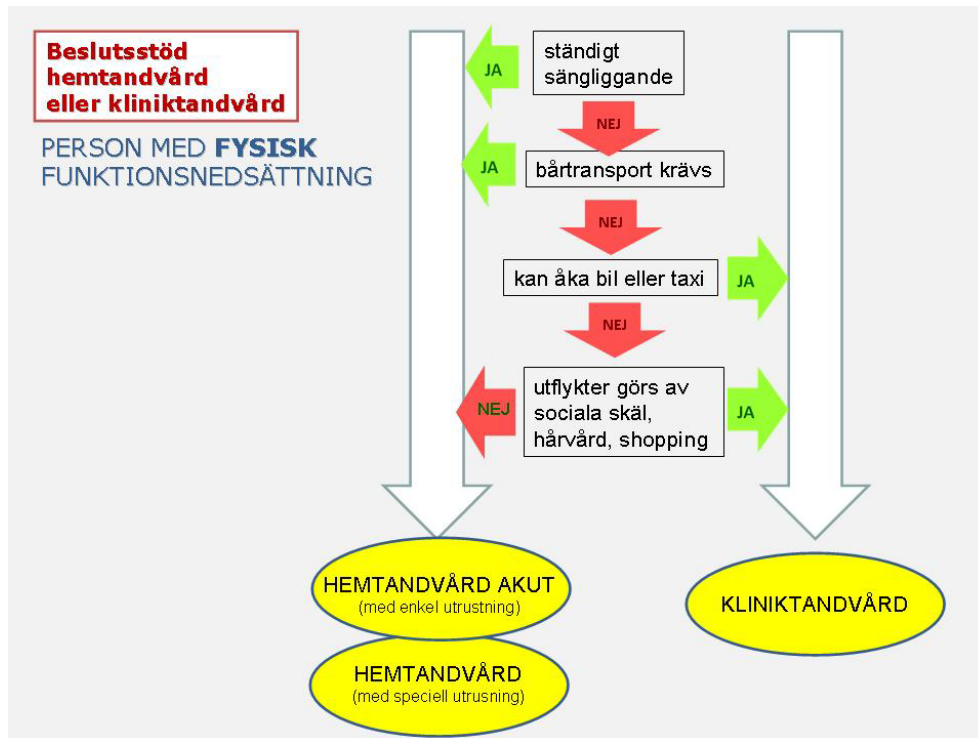 Beslutsstöd
hemtandvård
eller kliniktandvård
PERSON MED FYSISK
FUNKTIONSNEDSÄTTNING
ständigt
sängliggande
JA
NEJ
bårtransport krävs
JA
NEJ
kan åka bil eller taxi
JA
NEJ
utflykter görs av
sociala skäl,
hårvård, shopping
NEJ
JA
HEMTANDVÅRD AKUT
(med enkel utrustning)
HEMTANDVÅRD
(med speciell utrusning)
KLINIKTANDVÅRD